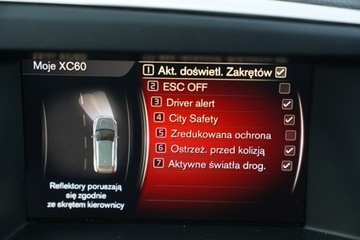 Moje XC60
1 Akt. doświetl. Zakrętów
2 ESC OFF
3 Driver alert
4 City Safety
5 Zredukowana ochrona
6 Ostrzeż. przed kolizją
7 Aktywne światła drog.
Reflektory poruszają
się zgodnie
ze skrętem kierownicy